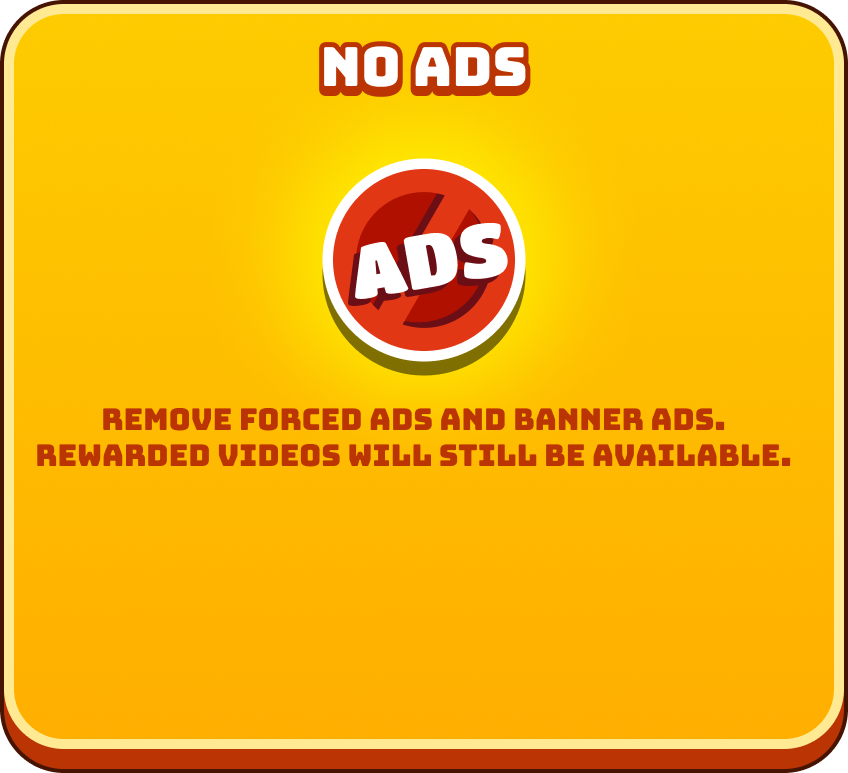 NO ADS
ADS
REMOVE FORCED ADS AND BANNER ADS.
REWARDED VIDEOS WILL STILL BE AVAILABLE.